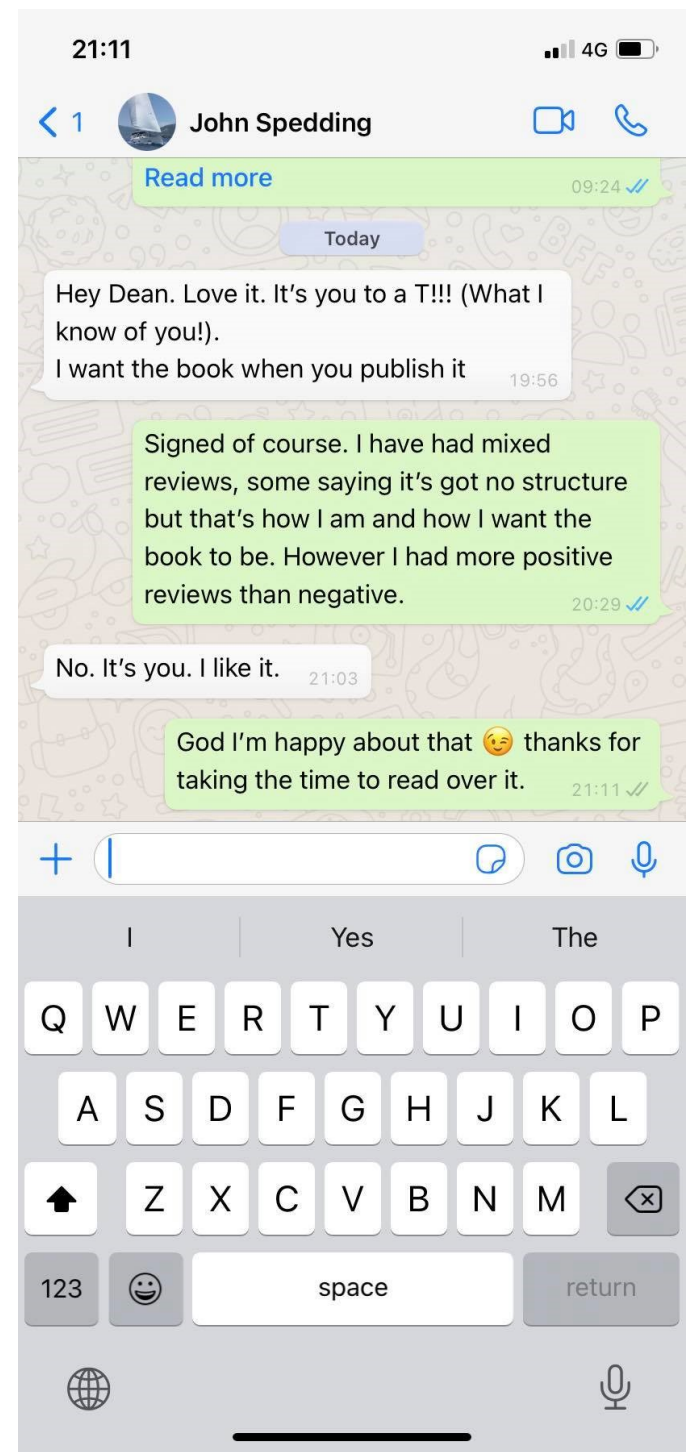 21:11
4G
1
John Spedding
Read more
09:24
Today
Hey Dean. Love it. It’s you to a T!!! (What I
know of you!).
I want the book when you publish it
19:56
Signed of course. I have had mixed
reviews, some saying it’s got no structure
but that’s how I am and how I want the
book to be. However I had more positive
reviews than negative.
20:29
No. It’s you. I like it.
21:03
God I’m happy about that 😉 thanks for
taking the time to read over it.
21:11
I Yes The
Q W E R T Y U I O P
A S D F G H J K L
Z X C V B N M
123 space return